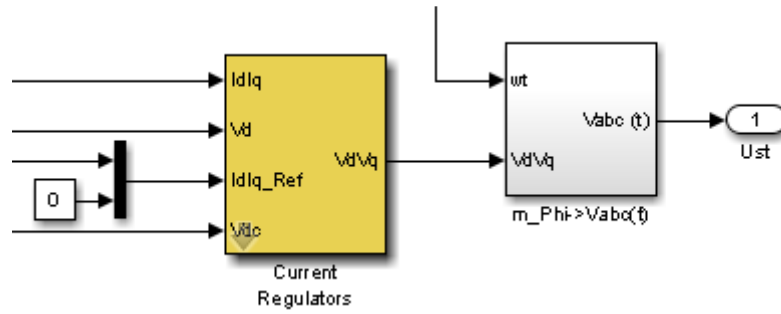 IdIq
Vd
IdIq_Ref
Vdc
VdVq
0
Current
Regulators
wt
VdVq
Vabc (t)
m_Phi->Vabc(t)
1
Ust